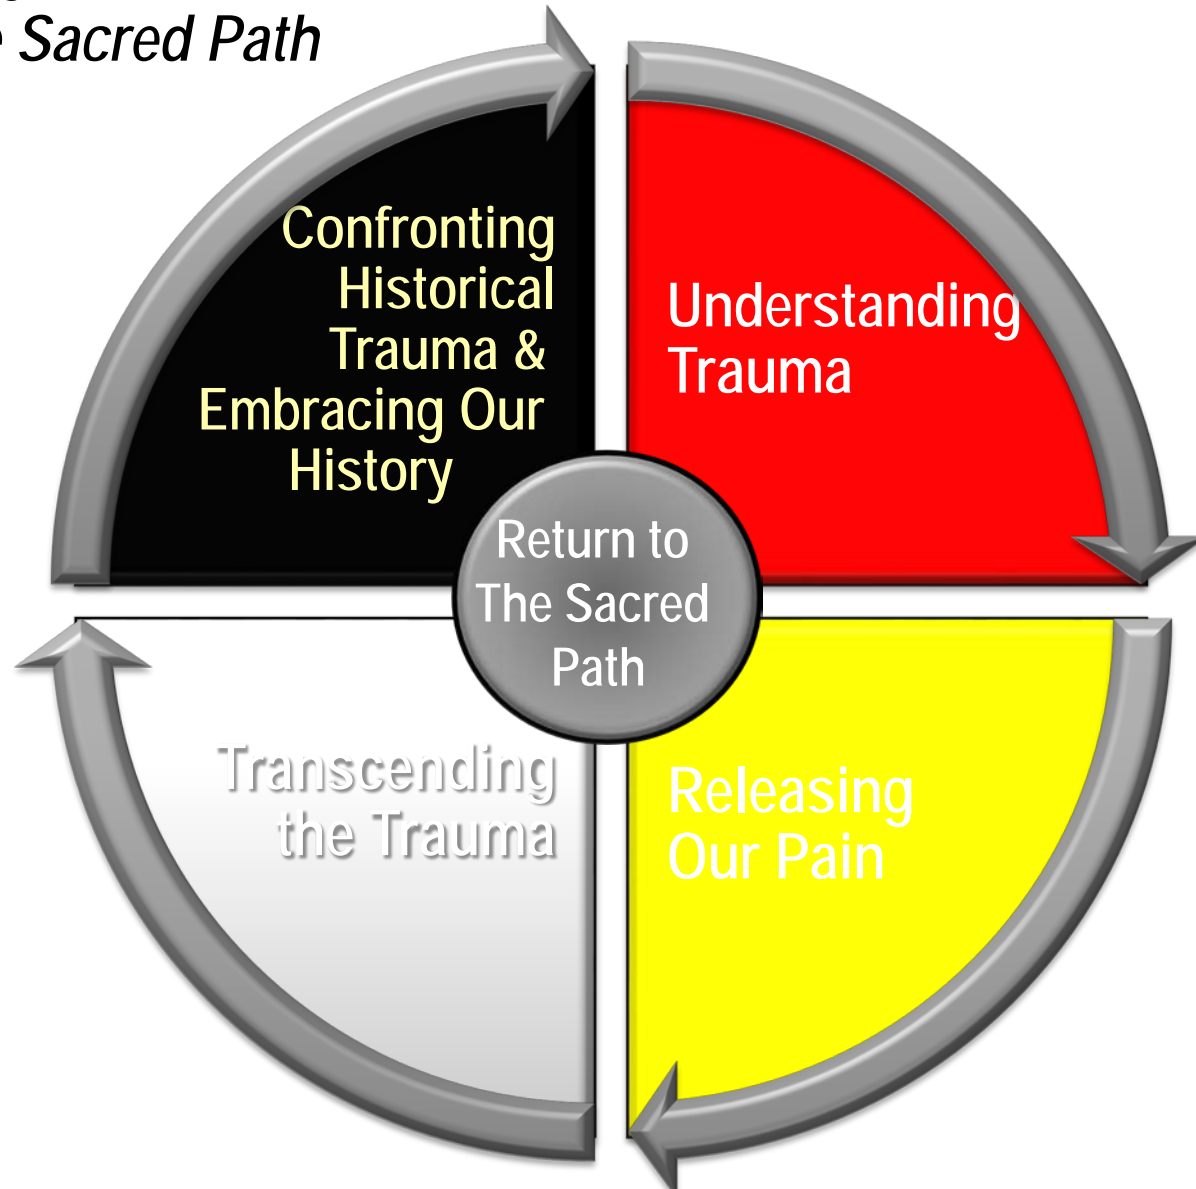 Sacred Path
Confronting
Historical
Trauma &
Embracing Our
History
Understanding
Trauma
Return to
The Sacred
Path
Transcending
the Trauma
Releasing
Our Pain